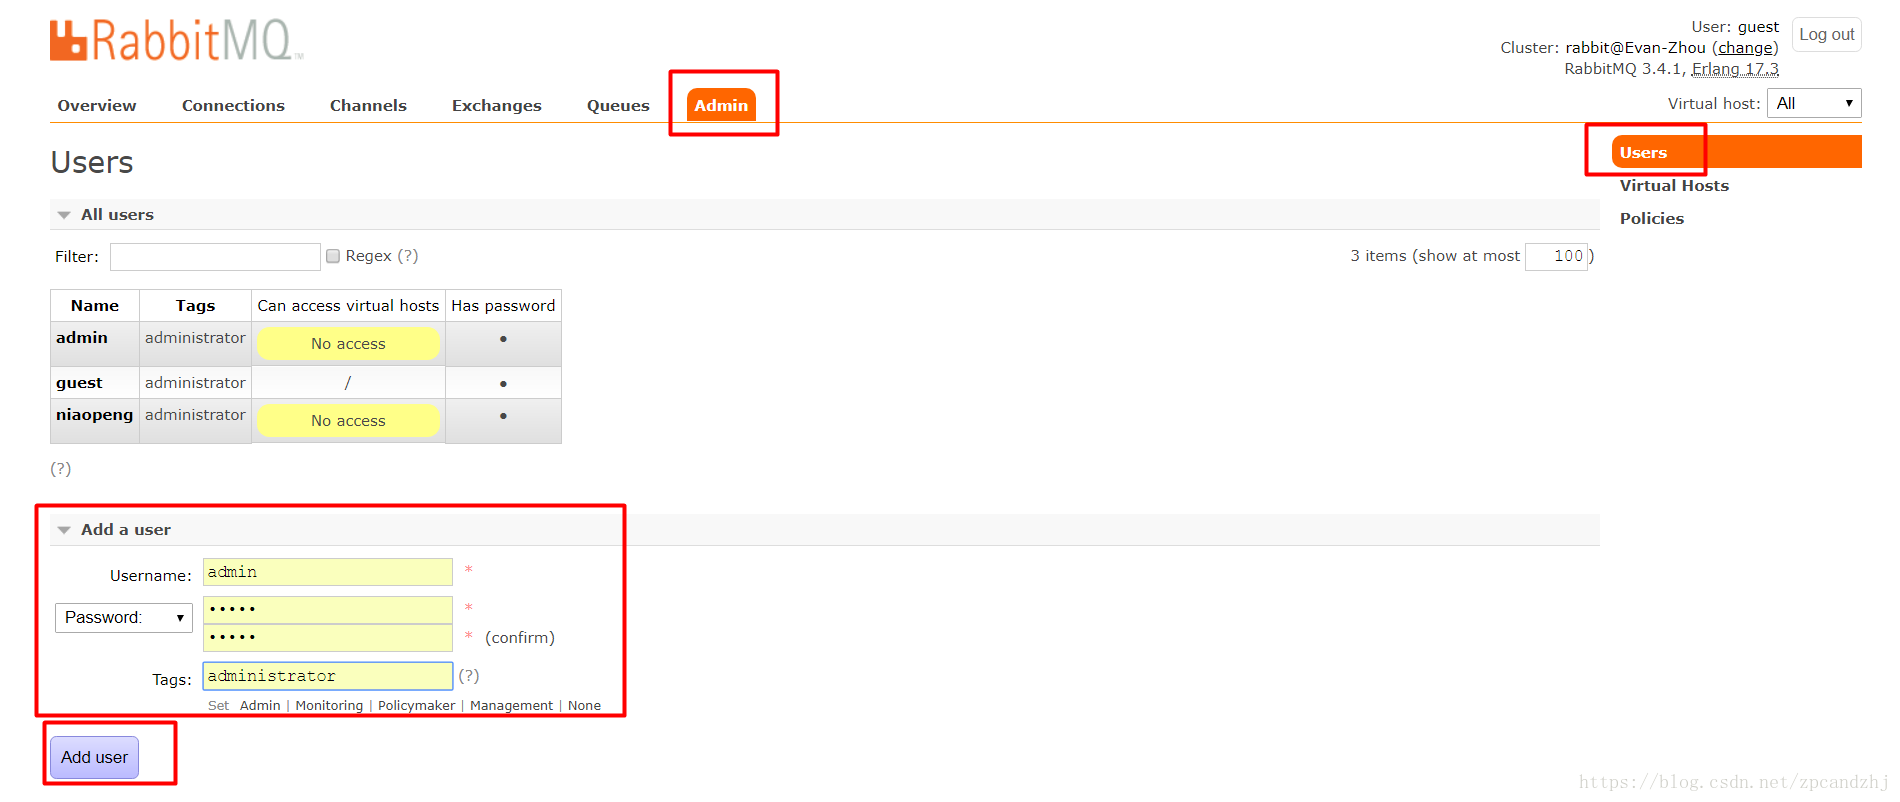 RabbitMQ™
User: guest
Log out
Cluster: rabbit@Evan-Zhou (change)
RabbitMQ 3.4.1, Erlang 17.3
Overview Connections Channels Exchanges Queues Admin
Virtual host: All
Users
Users
Virtual Hosts
Policies
All users
Filter: Regex (?)
3 items (show at most 100)
Name Tags Can access virtual hosts Has password
admin administrator No access •
guest administrator / •
niaopeng administrator No access •
(?)
Add a user
Username: admin *
Password: ••••• *
••••• * (confirm)
Tags: administrator (?)
Set Admin | Monitoring | Policymaker | Management | None
Add user
https://blog.csdn.net/zpcandzhj